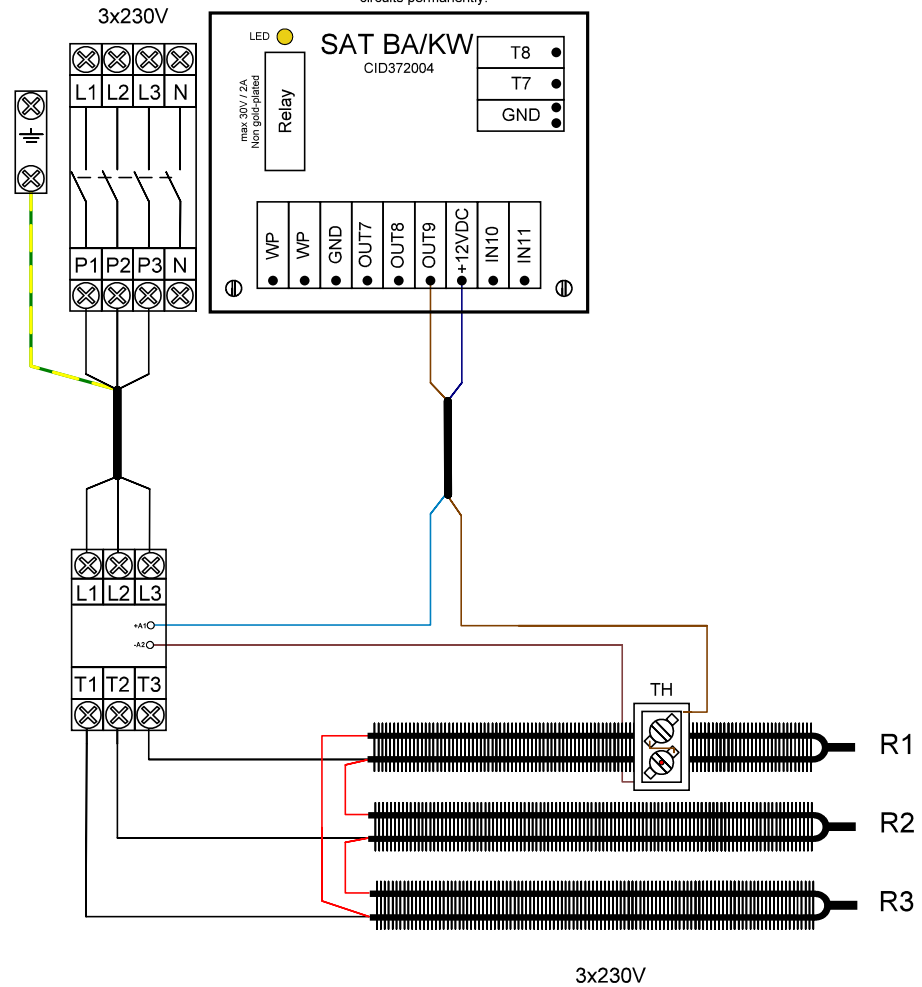 circuits permanently.
3x230V
LED
SAT BA/KW
CID372004
max 30V / 2A
Non gold-plated
Relay
T8
T7
GND
L1 L2 L3 N
P1 P2 P3 N
WP WP GND OUT7 OUT8 OUT9 +12VDC IN10 IN11
L1 L2 L3
+A1
-A2
T1 T2 T3
TH
R1
R2
R3
3x230V